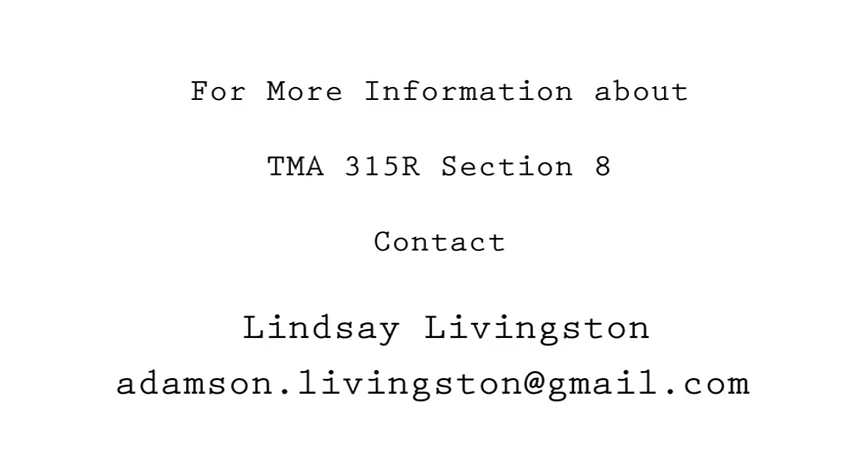 For More Information about
TMA 315R Section 8
Contact
Lindsay Livingston
adamson.livingston@gmail.com